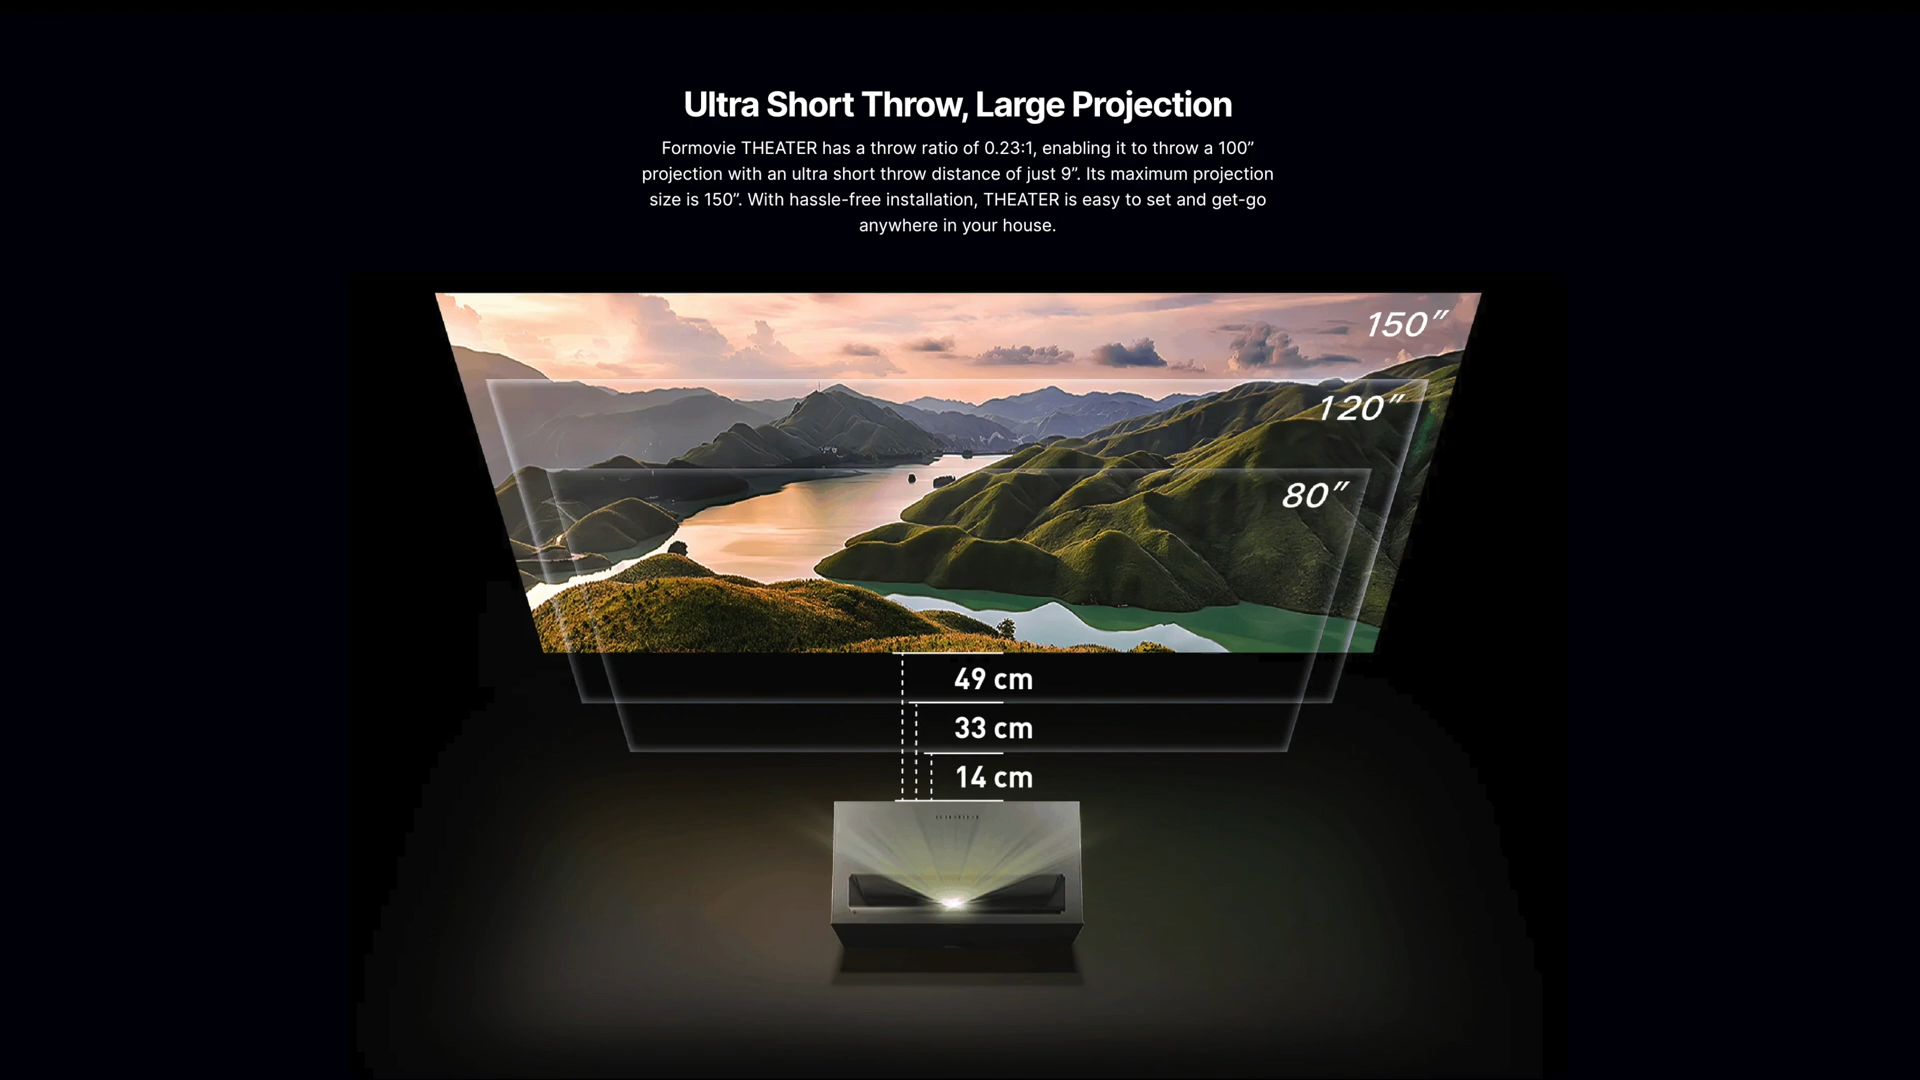 Ultra Short Throw, Large Projection
Formovie THEATER has a throw ratio of 0.23:1, enabling it to throw a 100”
projection with an ultra short throw distance of just 9”. Its maximum projection
size is 150”. With hassle-free installation, THEATER is easy to set and get-go
anywhere in your house.
150”
120”
80”
49 cm
33 cm
14 cm